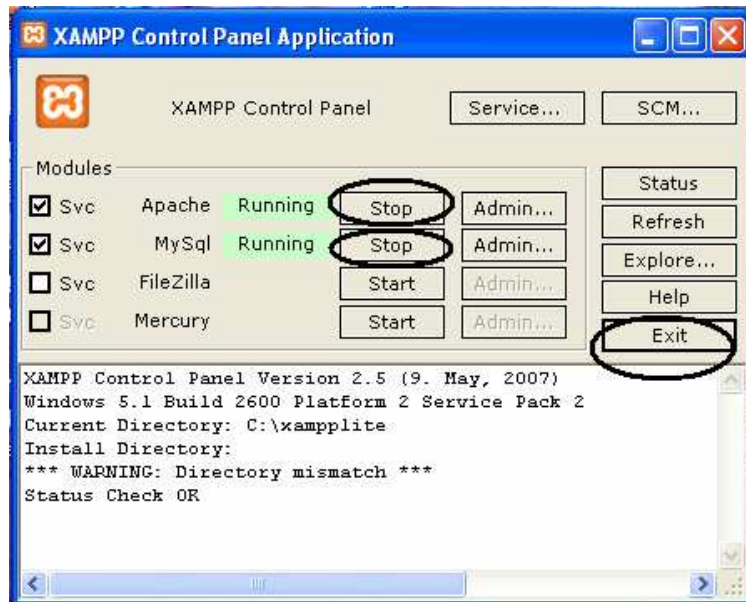 XAMPP Control Panel Application
XAMPP Control Panel Service... SCM...
Modules
Svc Apache Running Stop Admin...
Svc MySql Running Stop Admin...
Svc FileZilla Start Admin...
Svc Mercury Start Admin...
Status
Refresh
Explore...
Help
Exit
XAMPP Control Panel Version 2.5 (9. May, 2007)
Windows 5.1 Build 2600 Platform 2 Service Pack 2
Current Directory: C:\xampplite
Install Directory:
*** WARNING: Directory mismatch ***
Status Check OK